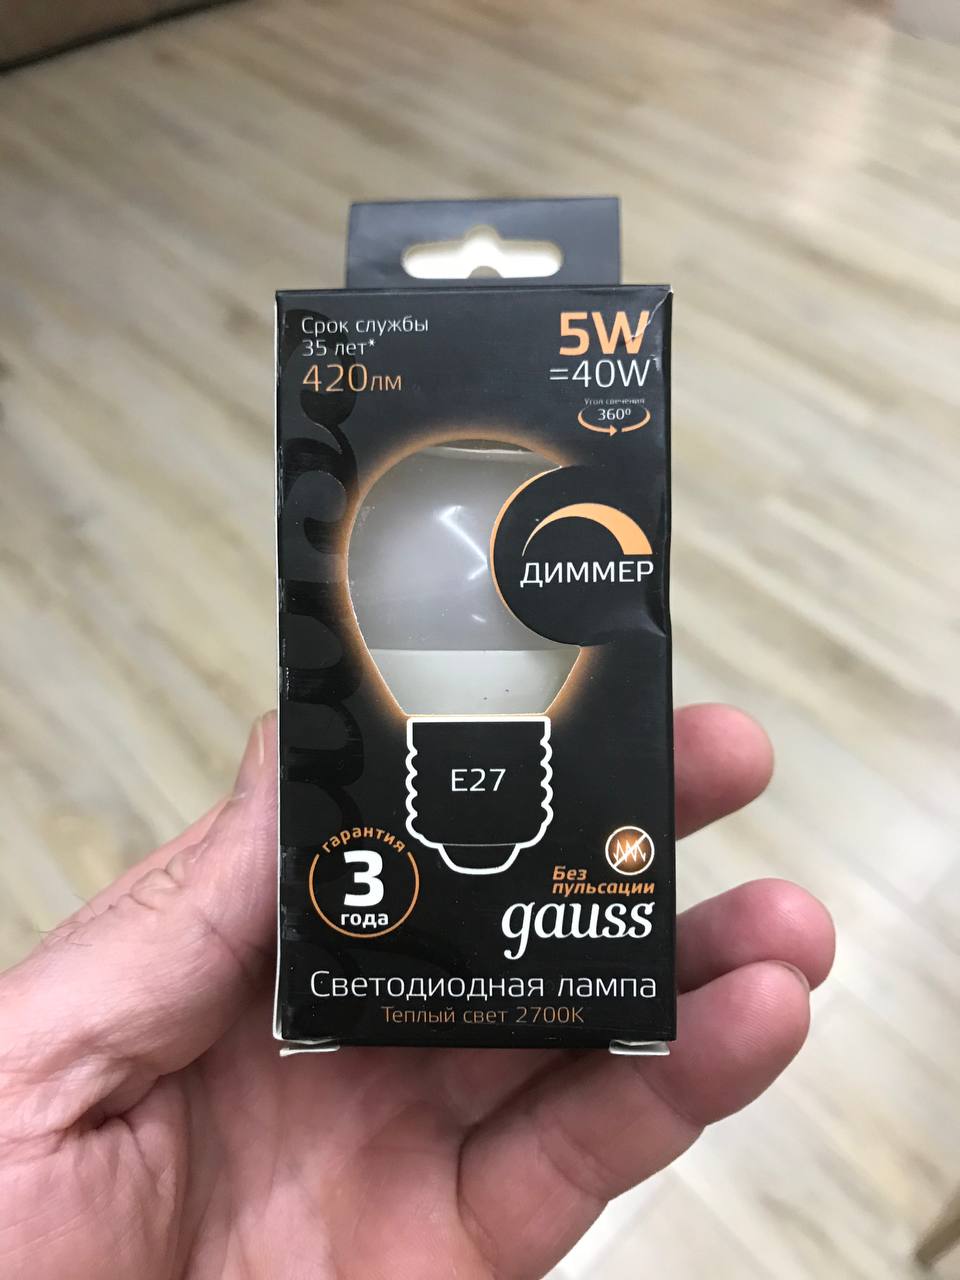 Срок службы
35 лет*
420лм
5W
=40W
Угол свечения
360°
ДИММЕР
E27
гарантия
3
года
Без
пульсации
gauss
Светодиодная лампа
Теплый свет 2700K